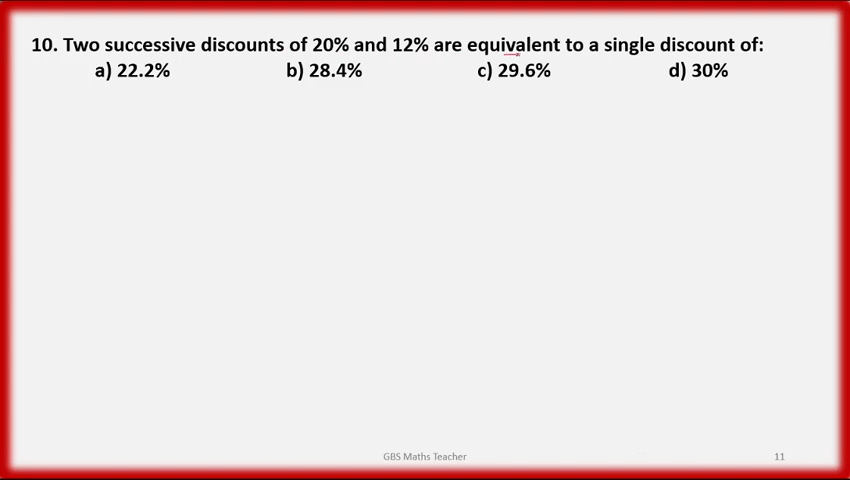 10. Two successive discounts of 20% and 12% are equivalent to a single discount of:
a) 22.2% b) 28.4% c) 29.6% d) 30%
GBS Maths Teacher 11